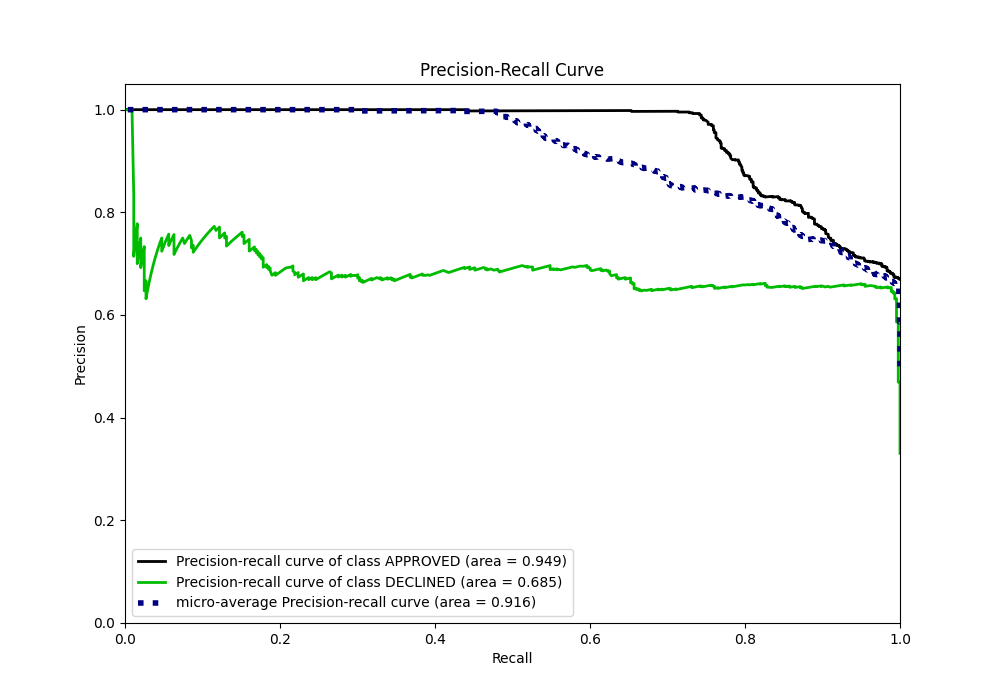 Precision-Recall Curve
1.0
0.8
0.6
0.4
0.2
0.0
Precision
Precision-recall curve of class APPROVED (area = 0.949)
Precision-recall curve of class DECLINED (area = 0.685)
micro-average Precision-recall curve (area = 0.916)
0.0 0.2 0.4 0.6 0.8 1.0
Recall